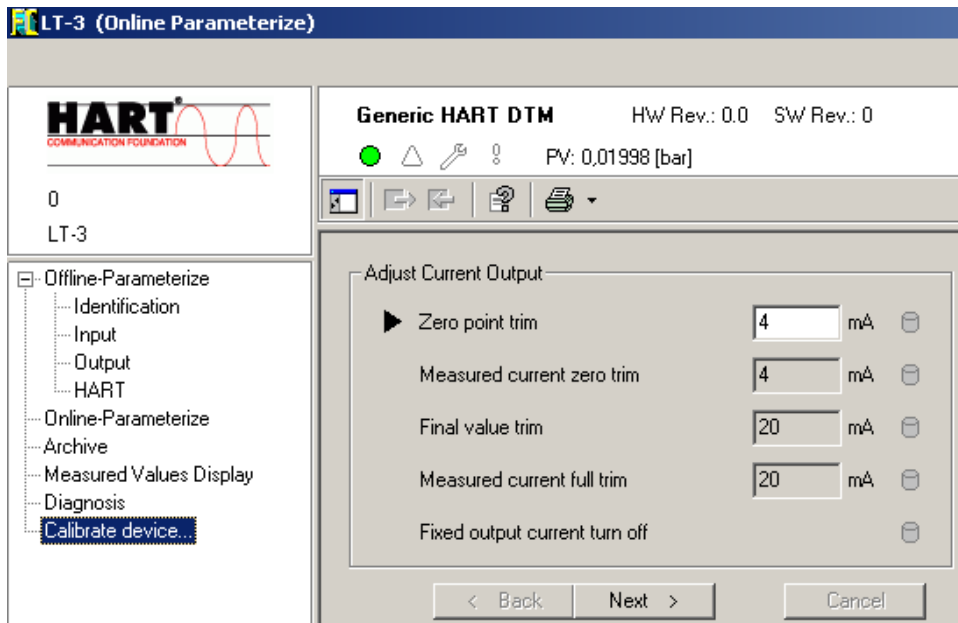 LT-3 (Online Parameterize)
HART®
COMMUNICATION FOUNDATION
0
LT-3
Generic HART DTM HW Rev.: 0.0 SW Rev.: 0
PV: 0,01998 [bar]
Offline-Parameterize
Identification
Input
Output
HART
Online-Parameterize
Archive
Measured Values Display
Diagnosis
Calibrate device...
Adjust Current Output
Zero point trim 4 mA
Measured current zero trim 4 mA
Final value trim 20 mA
Measured current full trim 20 mA
Fixed output current turn off
< Back Next > Cancel